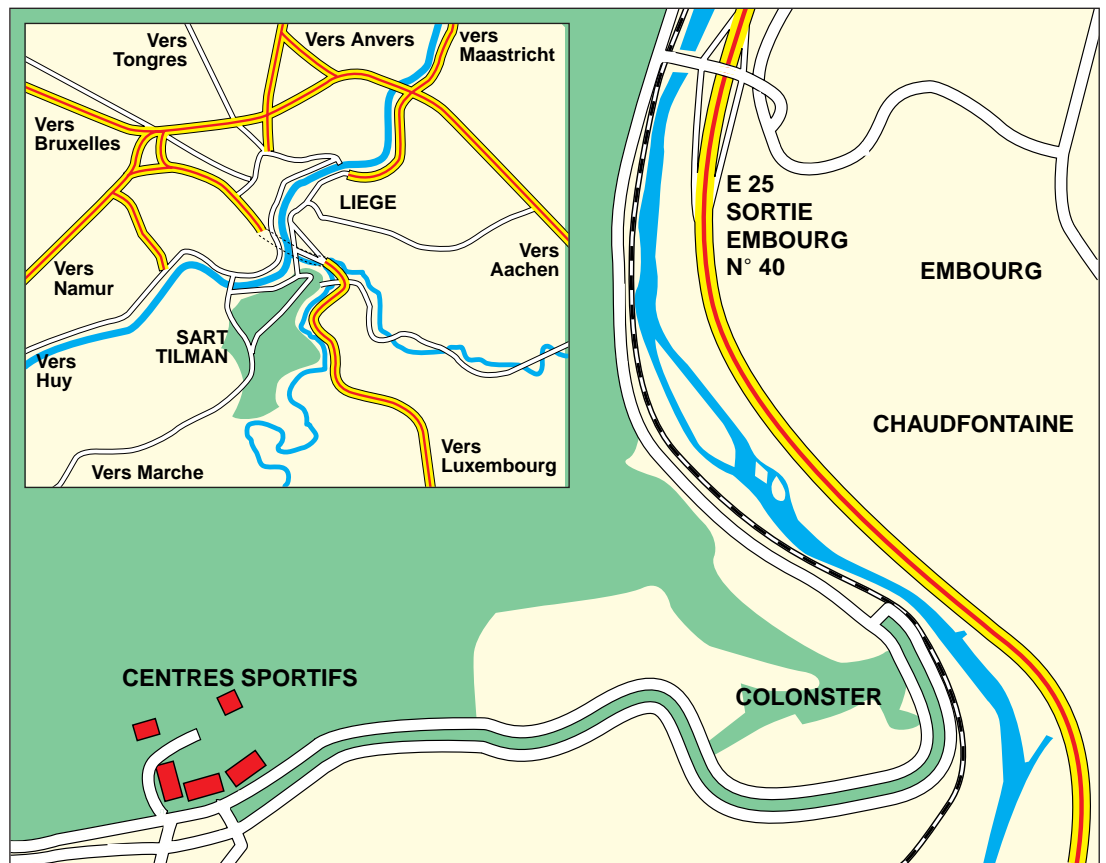 Vers
Tongres
Vers Anvers
vers
Maastricht
Vers
Bruxelles
LIEGE
Vers
Aachen
Vers
Namur
SART
TILMAN
Vers
Huy
Vers Marche
Vers
Luxembourg
E 25
SORTIE
EMBOURG
N° 40
EMBOURG
CHAUDFONTAINE
CENTRES SPORTIFS
COLONSTER